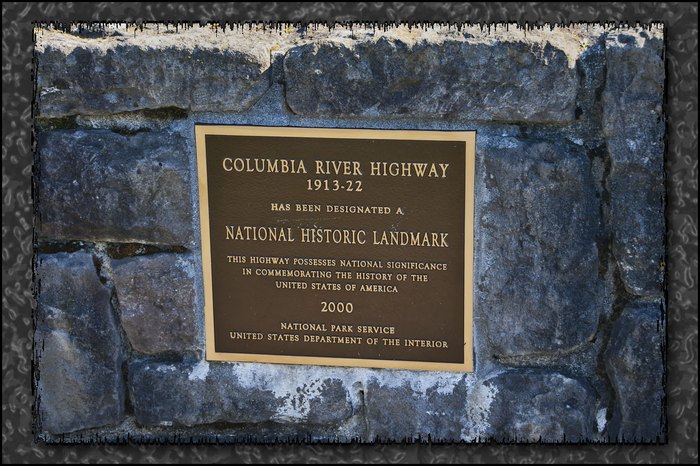 COLUMBIA RIVER HIGHWAY
1913-22
HAS BEEN DESIGNATED A
NATIONAL HISTORIC LANDMARK
THIS HIGHWAY POSSESSES NATIONAL SIGNIFICANCE
IN COMMEMORATING THE HISTORY OF THE
UNITED STATES OF AMERICA
2000
NATIONAL PARK SERVICE
UNITED STATES DEPARTMENT OF THE INTERIOR